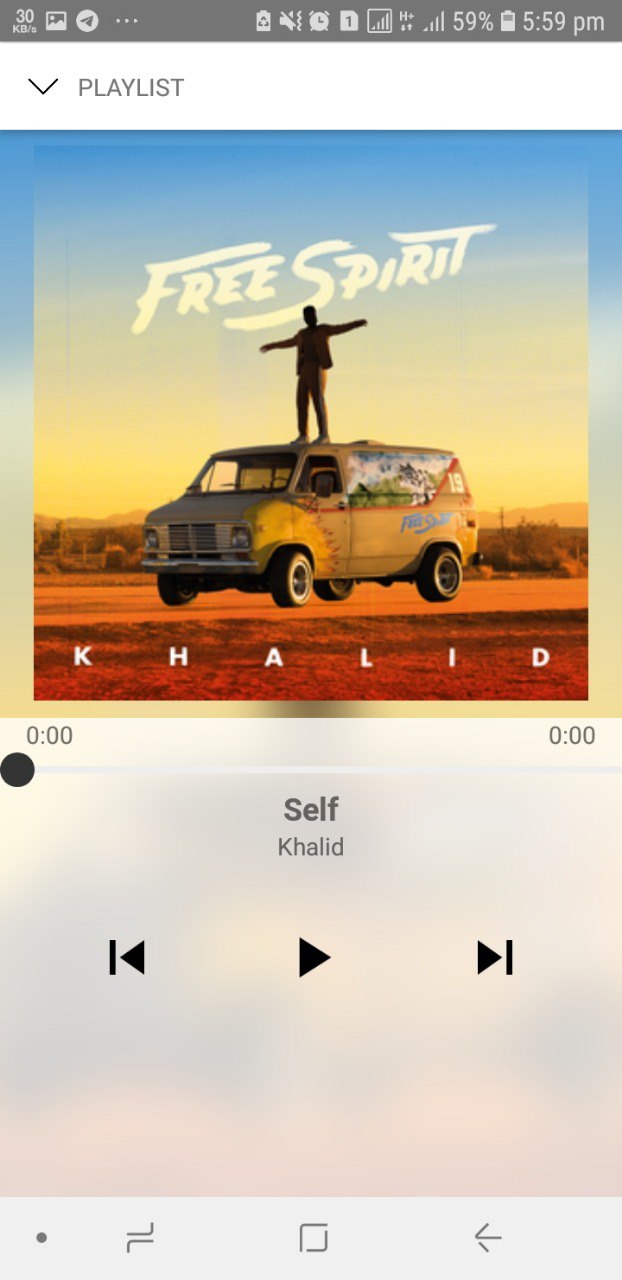 30 KB/s 1 H+ 59% 5:59 pm
PLAYLIST
FREE SPIRIT
19
FREE SPIRIT
K H A L I D
0:00 0:00
Self
Khalid